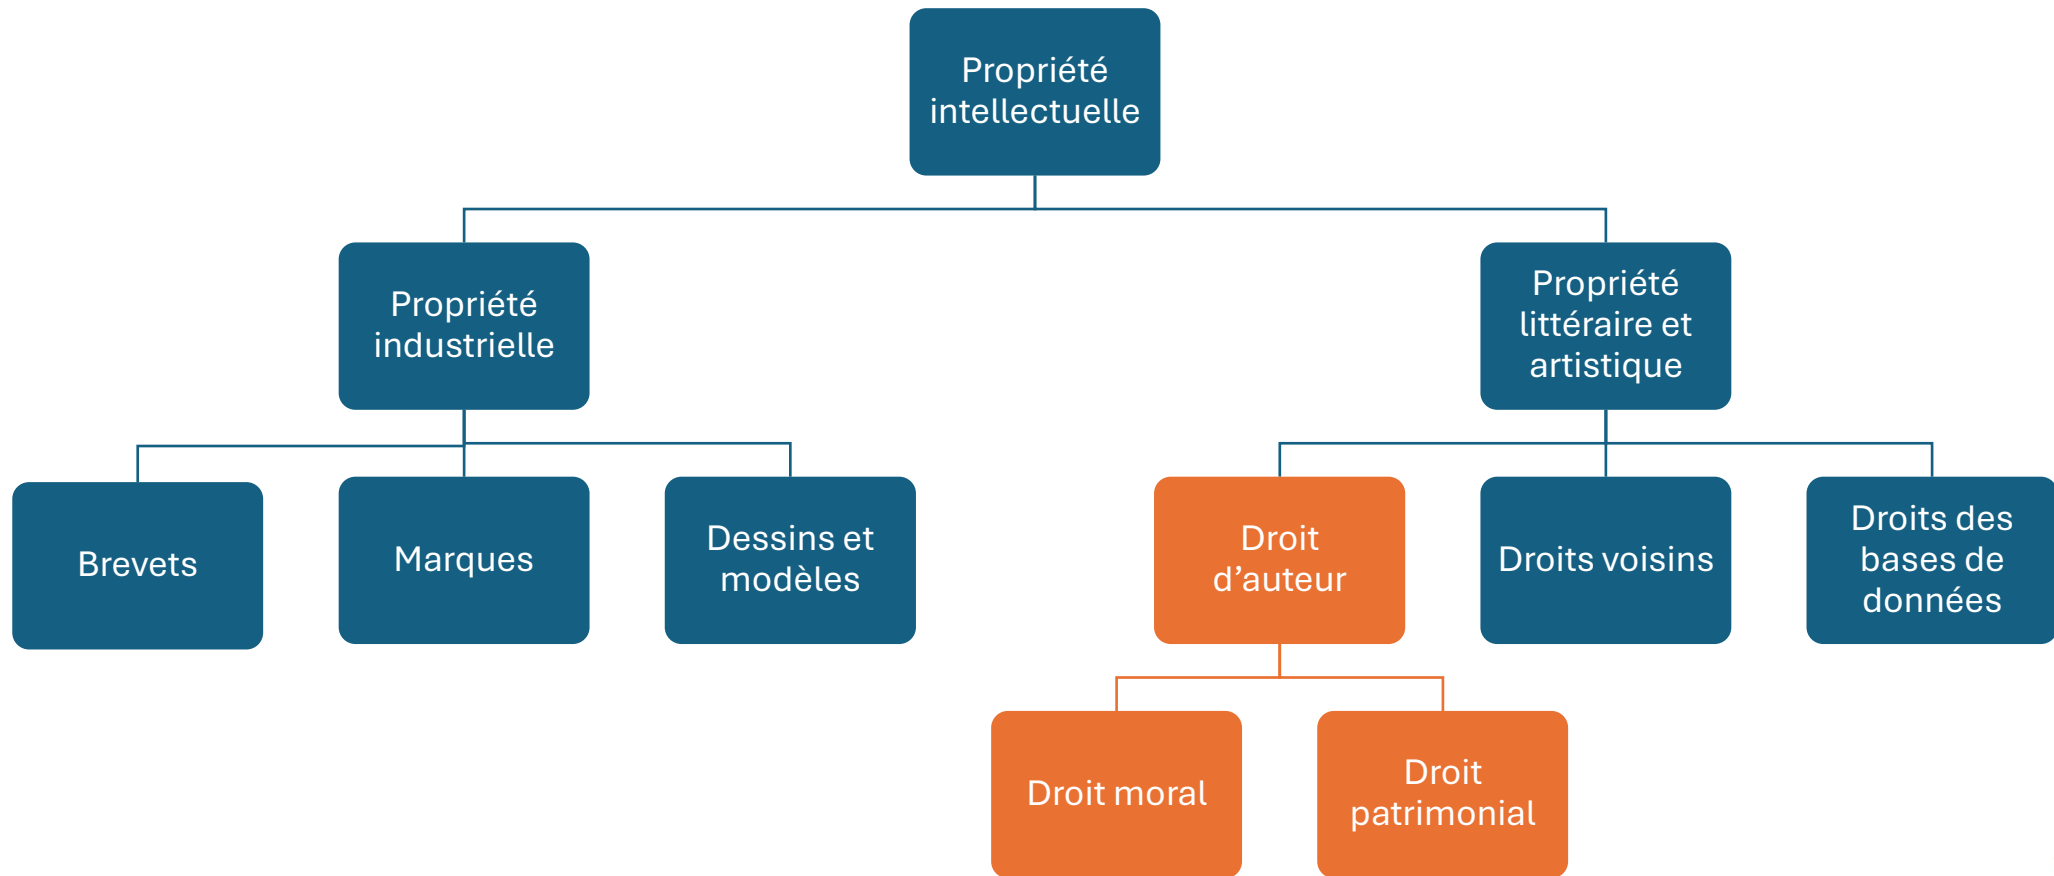 Propriété
intellectuelle
Propriété
industrielle
Propriété
littéraire et
artistique
Brevets
Marques
Dessins et
modèles
Droit
d’auteur
Droits voisins
Droits des
bases de
données
Droit moral
Droit
patrimonial